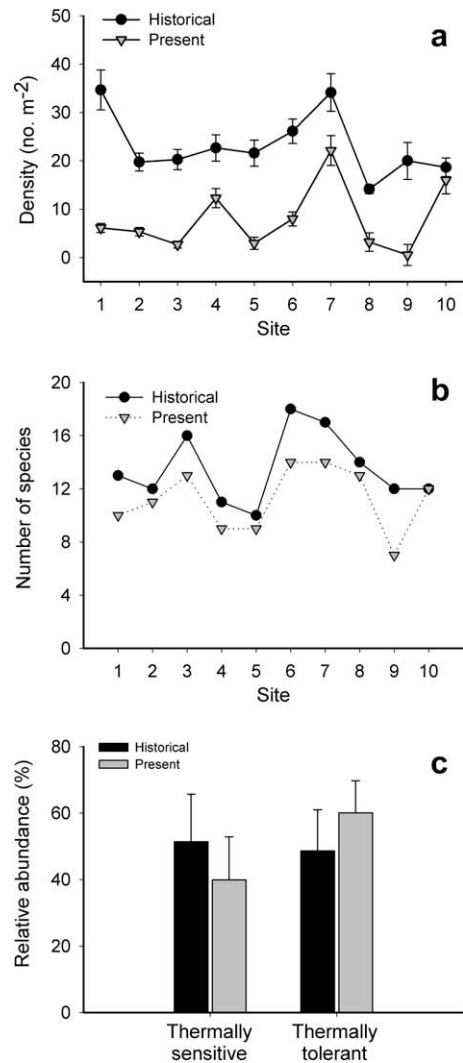 50
40
30
20
10
0
Density (no. m-2)
Historical
Present
a
1 2 3 4 5 6 7 8 9 10
Site
20
16
12
8
4
0
Number of species
Historical
Present
b
1 2 3 4 5 6 7 8 9 10
Site
80
60
40
20
0
Relative abundance (%)
Historical
Present
c
Thermally sensitive
Thermally tolerant